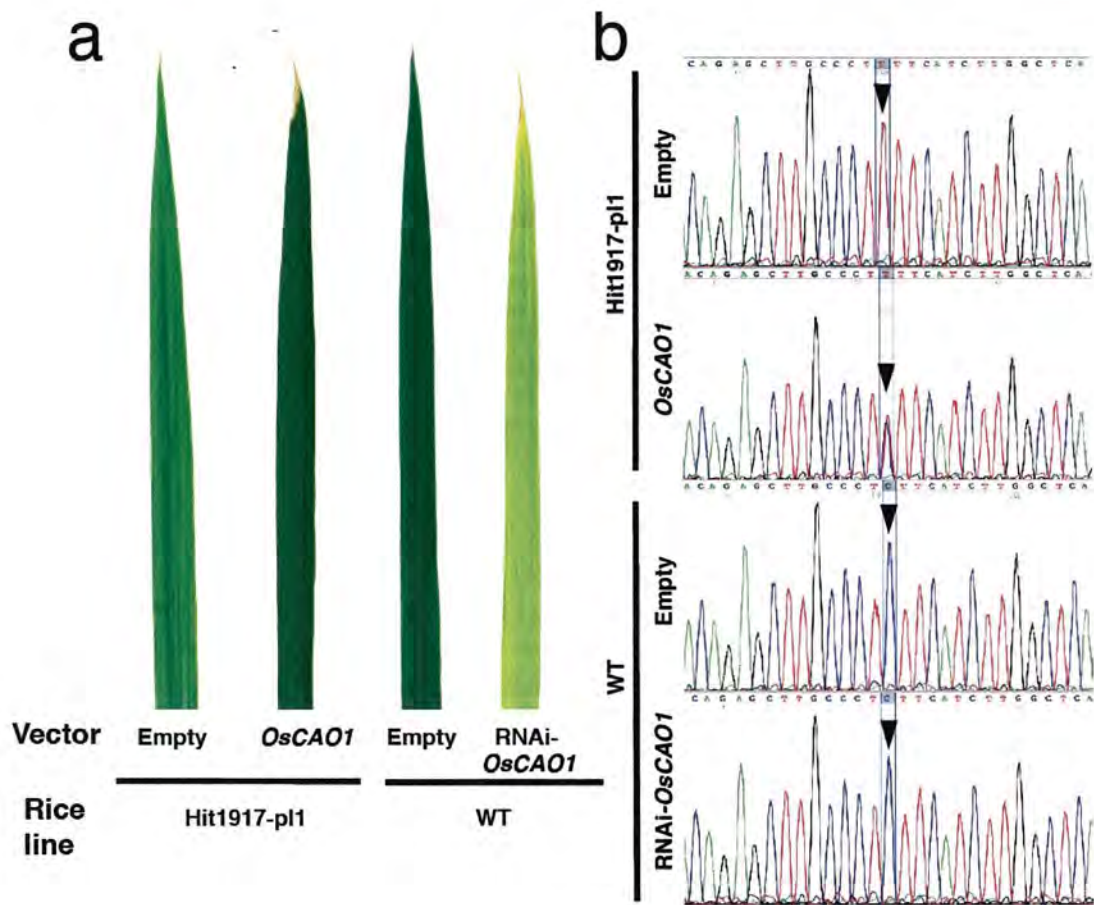 a
Vector
Empty
OsCAO1
Empty
RNAi-
OsCAO1
Rice
line
Hit1917-pl1
WT
b
Hit1917-pl1
WT
Empty
OsCAO1
Empty
RNAi-OsCAO1
C A G A G C T T G C C C T T T T C A T C T T G G C T C A
A C A G A G C T T G C C C T T T T C A T C T T G G C T C A
A C A G A G C T T G C C C T C T T C A T C T T G G C T C A
C A G A G C T T G C C C T C T T C A T C T T G G C T C A